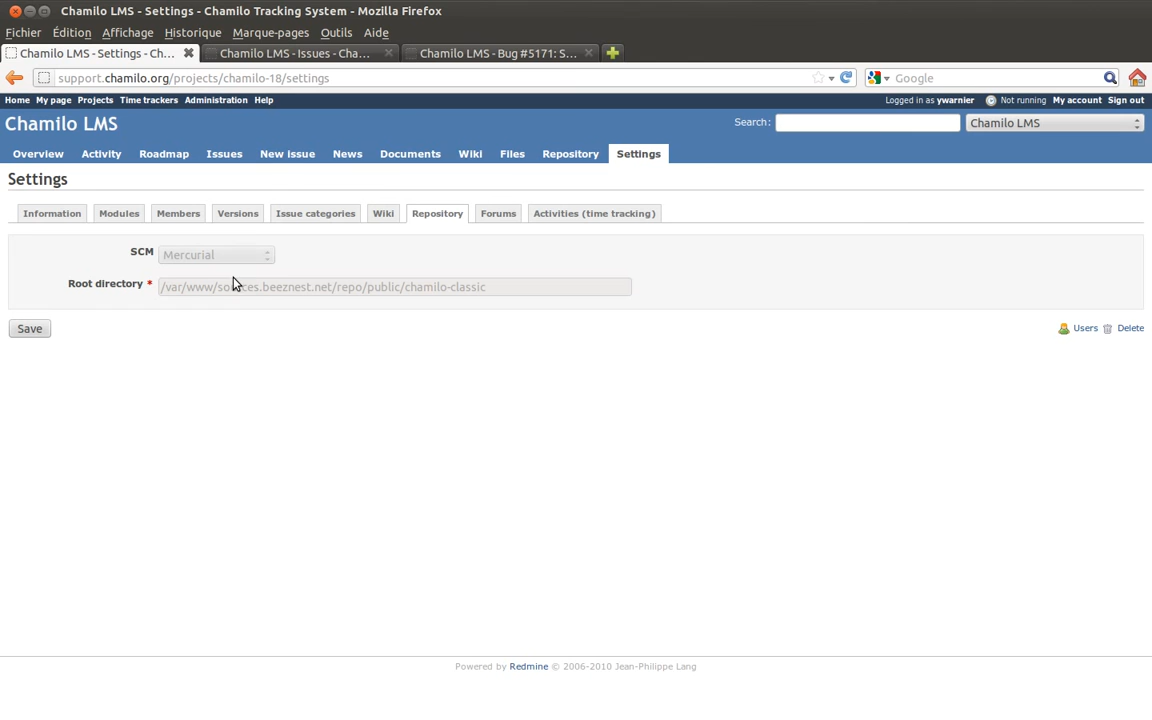 Chamilo LMS - Settings - Chamilo Tracking System - Mozilla Firefox
Fichier Édition Affichage Historique Marque-pages Outils Aide
Chamilo LMS - Settings - Ch... Chamilo LMS - Issues - Cha... Chamilo LMS - Bug #5171: S...
support.chamilo.org/projects/chamilo-18/settings Google
Home My page Projects Time trackers Administration Help Logged in as ywarnier Not running My account Sign out
Chamilo LMS Search: Chamilo LMS
Overview Activity Roadmap Issues New issue News Documents Wiki Files Repository Settings
Settings
Information Modules Members Versions Issue categories Wiki Repository Forums Activities (time tracking)
SCM Mercurial
Root directory * /var/www/sources.beeznest.net/repo/public/chamilo-classic
Save Users Delete
Powered by Redmine © 2006-2010 Jean-Philippe Lang